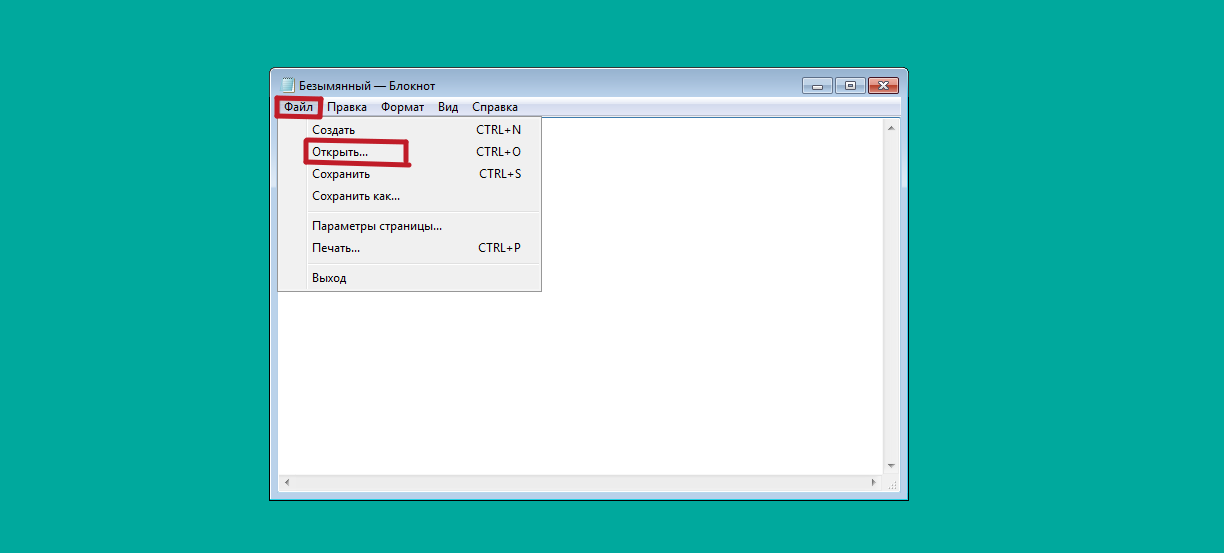 Безымянный — Блокнот
Файл Правка Формат Вид Справка
Создать CTRL+N
Открыть... CTRL+O
Сохранить CTRL+S
Сохранить как...
Параметры страницы...
Печать... CTRL+P
Выход